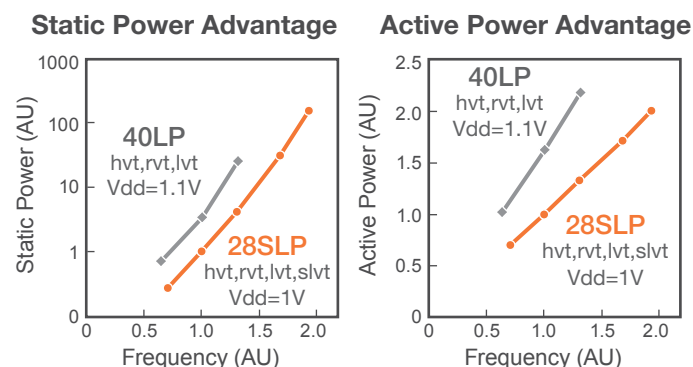 Static Power Advantage
1000
100
10
1
0
Static Power (AU)
40LP
hvt,rvt,lvt
Vdd=1.1V
28SLP
hvt,rvt,lvt,slvt
Vdd=1V
0 0.5 1.0 1.5 2.0
Frequency (AU)
Active Power Advantage
2.5
2.0
1.5
1.0
0.5
0
Active Power (AU)
40LP
hvt,rvt,lvt
Vdd=1.1V
28SLP
hvt,rvt,lvt,slvt
Vdd=1V
0 0.5 1.0 1.5 2.0
Frequency (AU)